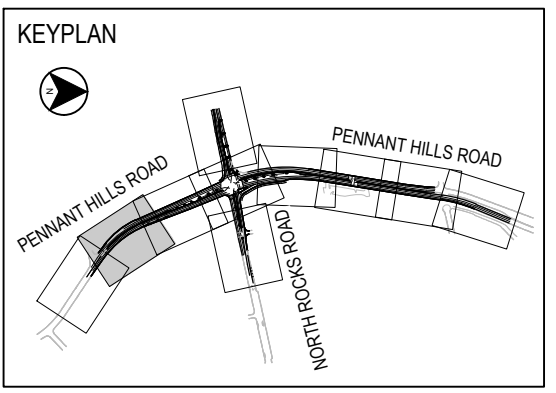 KEYPLAN
N
PENNANT HILLS ROAD
PENNANT HILLS ROAD
NORTH ROCKS ROAD